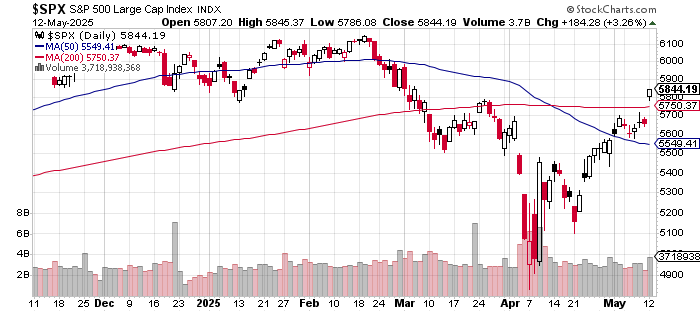 $SPX S&P 500 Large Cap Index INDX © StockCharts.com
12-May-2025 Open 5807.20 High 5845.37 Low 5786.08 Close 5844.19 Volume 3.7B Chg +184.28 (+3.26%)
$SPX (Daily) 5844.19
MA(50) 5549.41
MA(200) 5750.37
Volume 3,718,938,368
6100
6000
5900
5844.19
5800
5750.37
5700
5600
5549.41
5500
5400
5300
5200
5100
5000
4900
3718938
8B
6B
4B
2B
11 18 25 Dec 9 16 23 2025 13 21 27 Feb 10 18 24 Mar 10 17 24 Apr 7 14 21 May 12